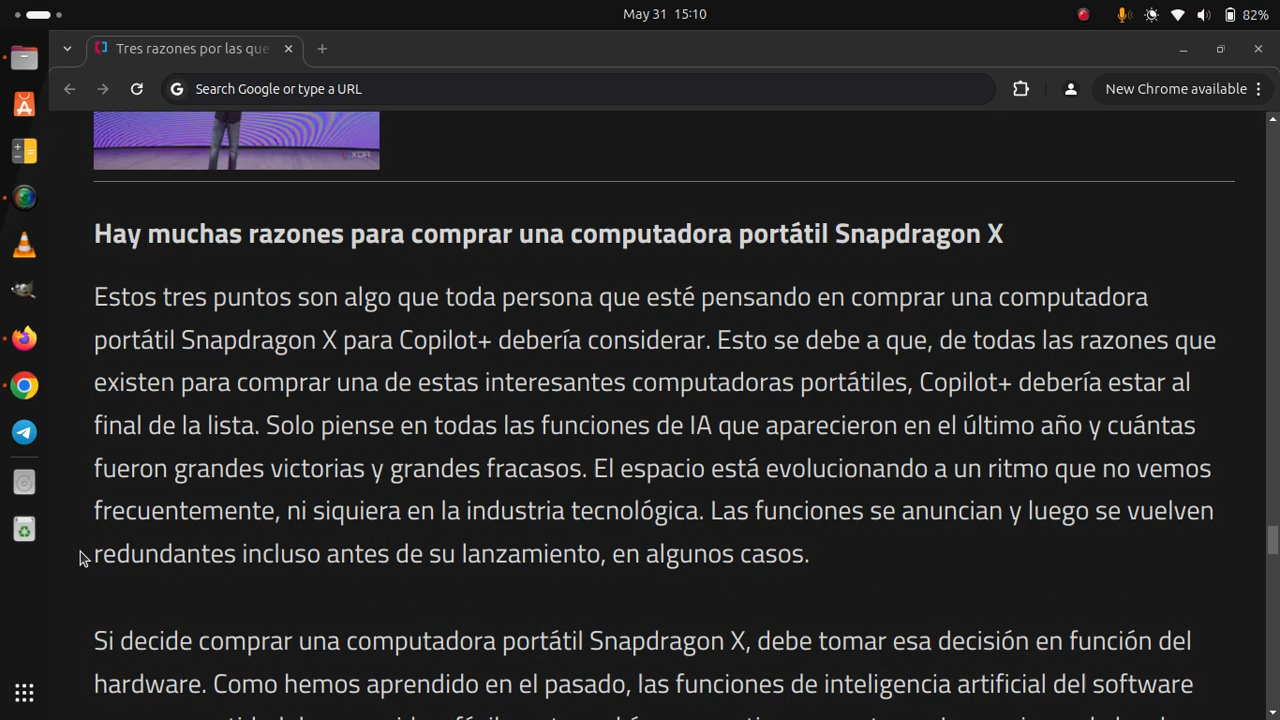 May 31 15:10
82%
Tres razones por las que
Search Google or type a URL
New Chrome available
Hay muchas razones para comprar una computadora portátil Snapdragon X
Estos tres puntos son algo que toda persona que esté pensando en comprar una computadora
portátil Snapdragon X para Copilot+ debería considerar. Esto se debe a que, de todas las razones que
existen para comprar una de estas interesantes computadoras portátiles, Copilot+ debería estar al
final de la lista. Solo piense en todas las funciones de IA que aparecieron en el último año y cuántas
fueron grandes victorias y grandes fracasos. El espacio está evolucionando a un ritmo que no vemos
frecuentemente, ni siquiera en la industria tecnológica. Las funciones se anuncian y luego se vuelven
redundantes incluso antes de su lanzamiento, en algunos casos.
Si decide comprar una computadora portátil Snapdragon X, debe tomar esa decisión en función del
hardware. Como hemos aprendido en el pasado, las funciones de inteligencia artificial del software